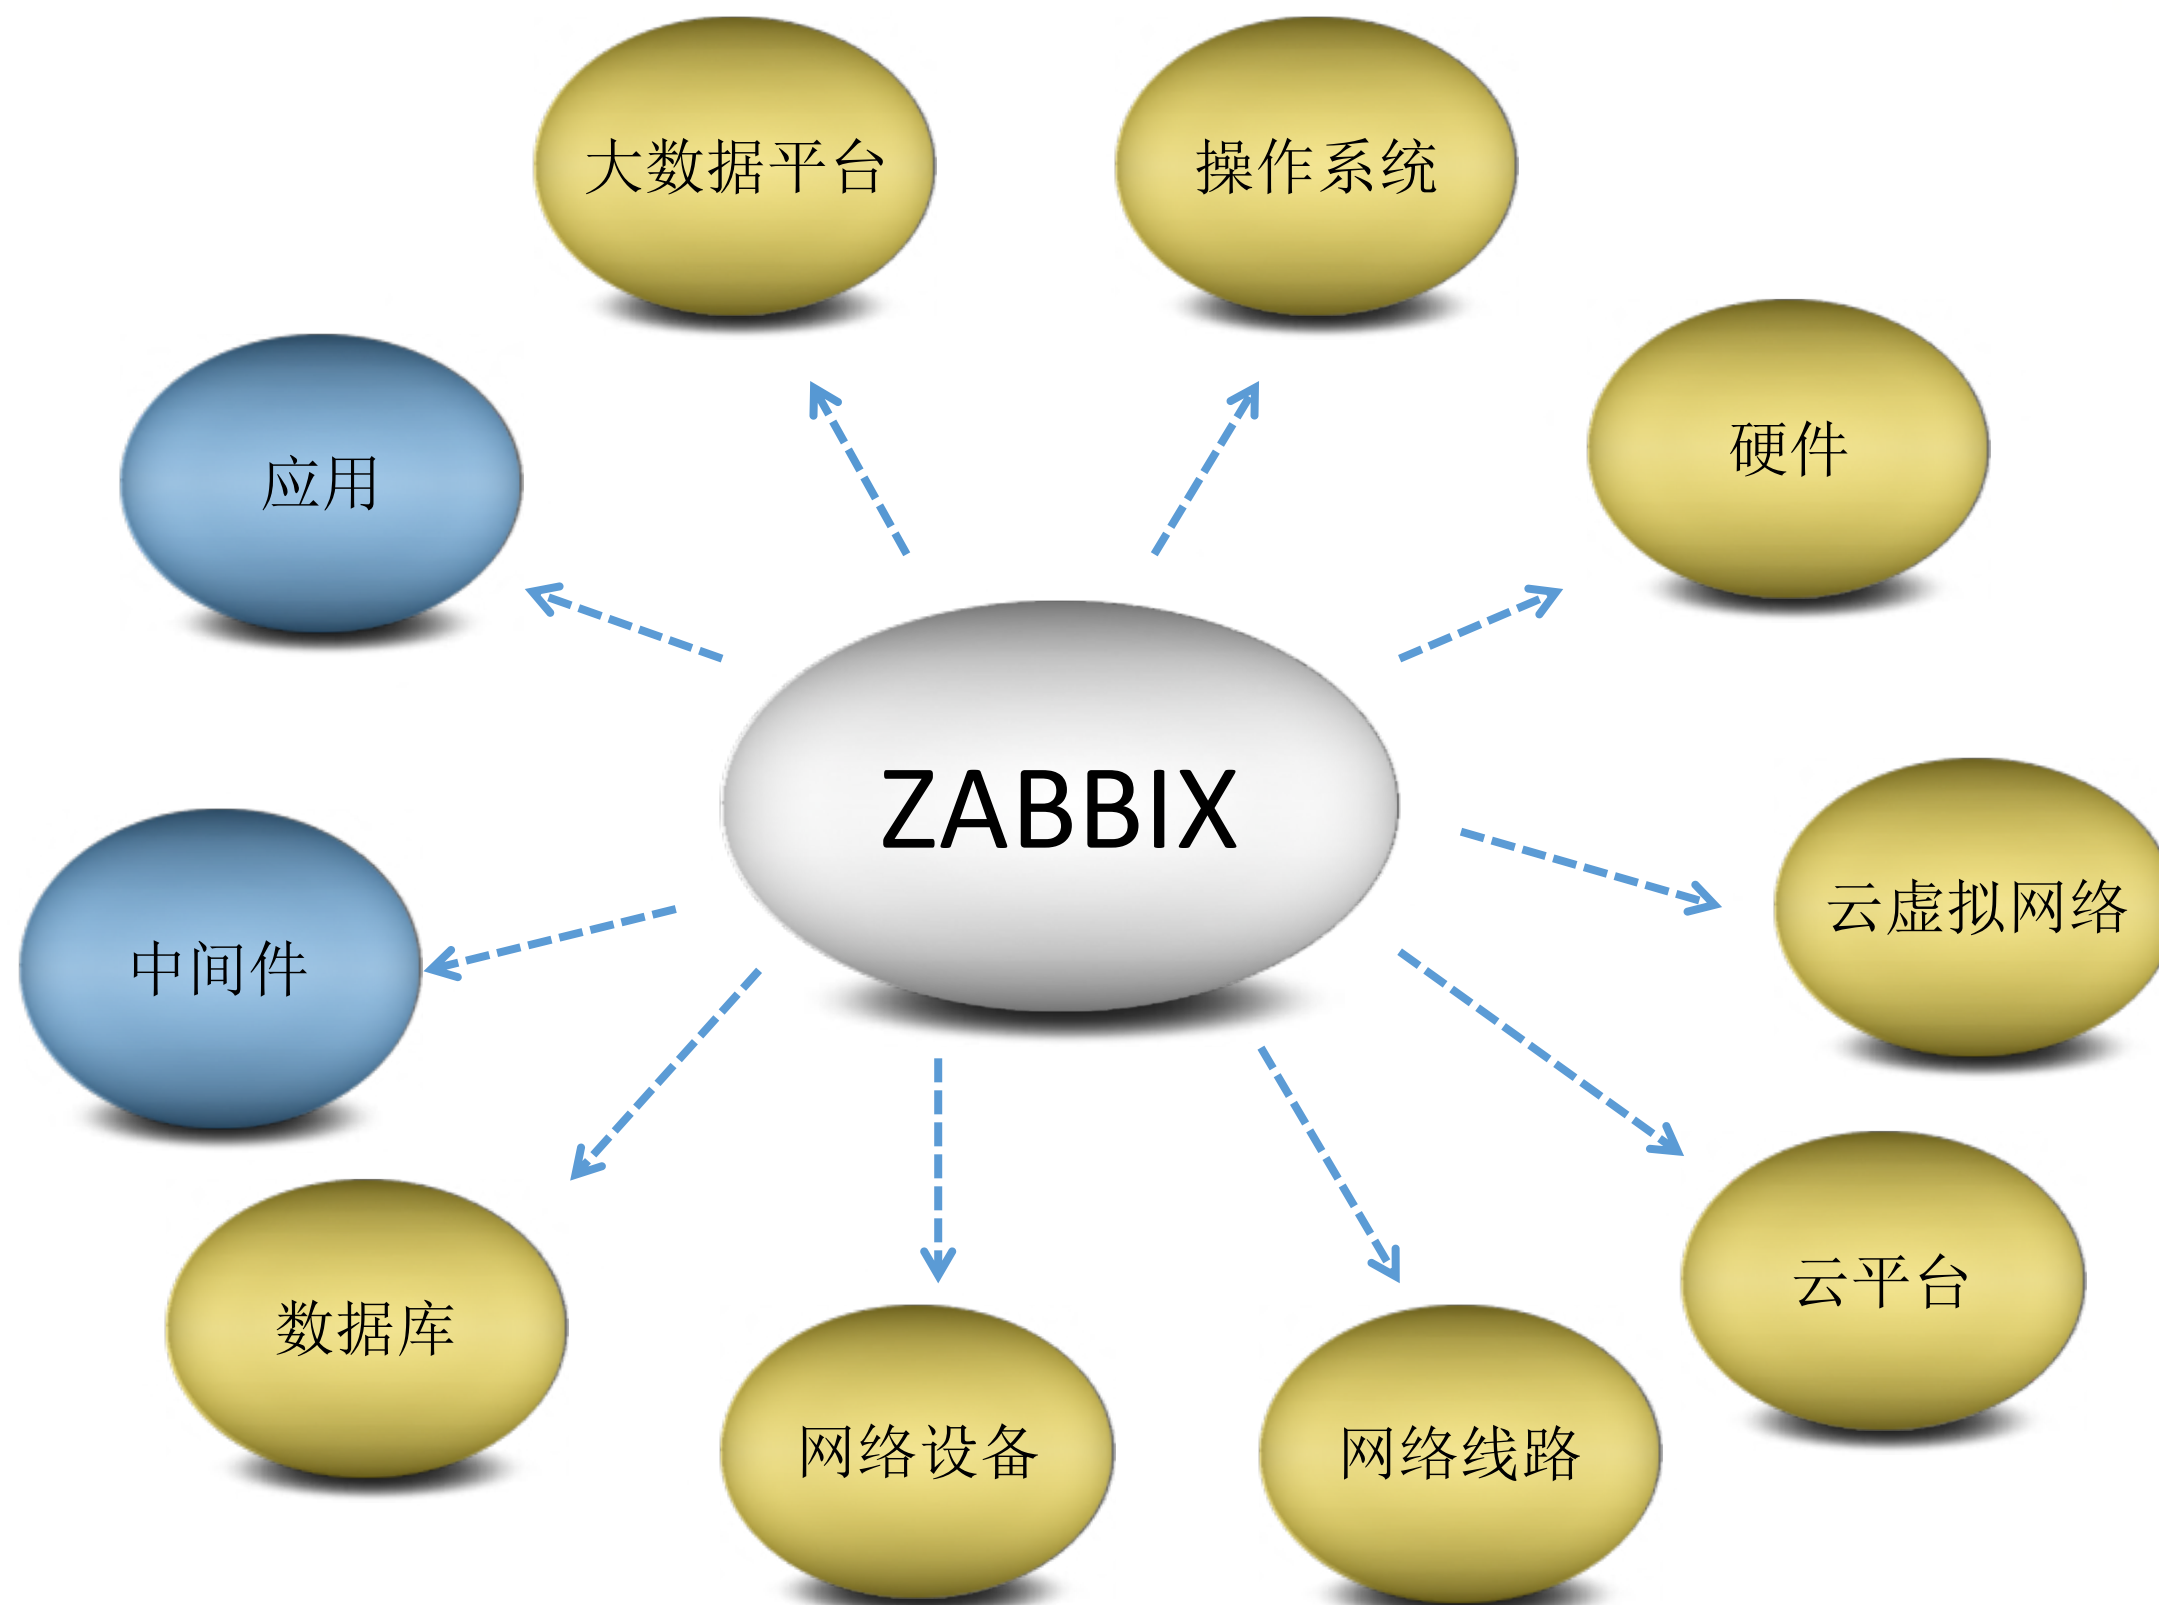 大数据平台
操作系统
硬件
应用
ZABBIX
云虚拟网络
中间件
云平台
数据库
网络设备
网络线路